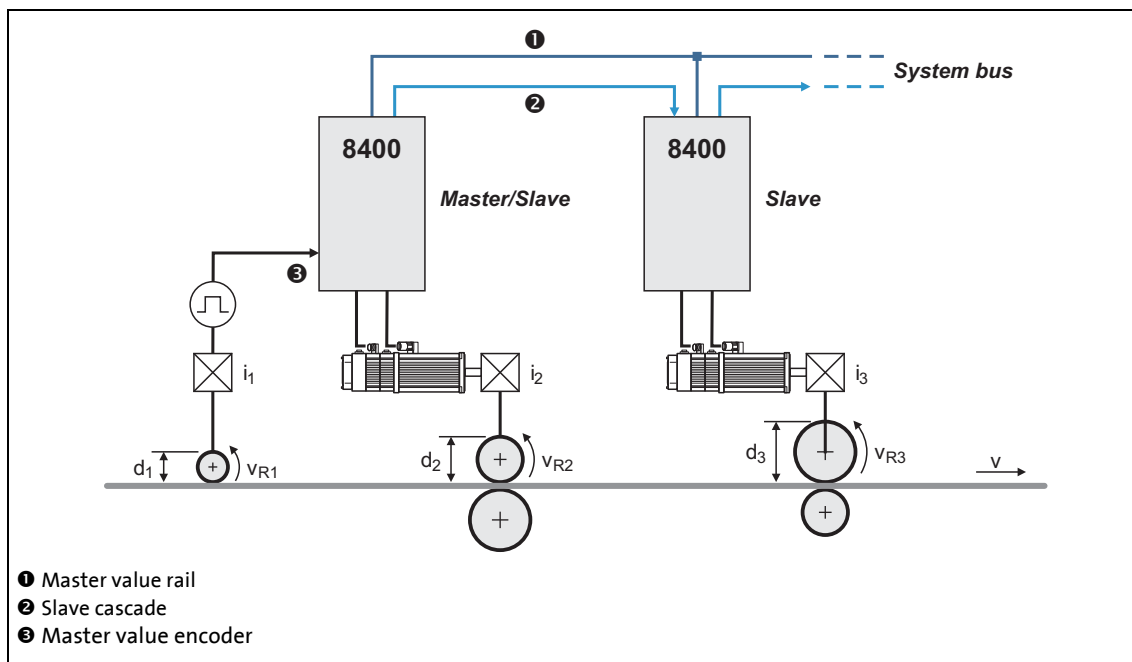 ❶
System bus
❷
8400
8400
Master/Slave
Slave
❸
i1
i2
i3
d1
vR1
d2
vR2
d3
vR3
v
❶ Master value rail
❷ Slave cascade
❸ Master value encoder